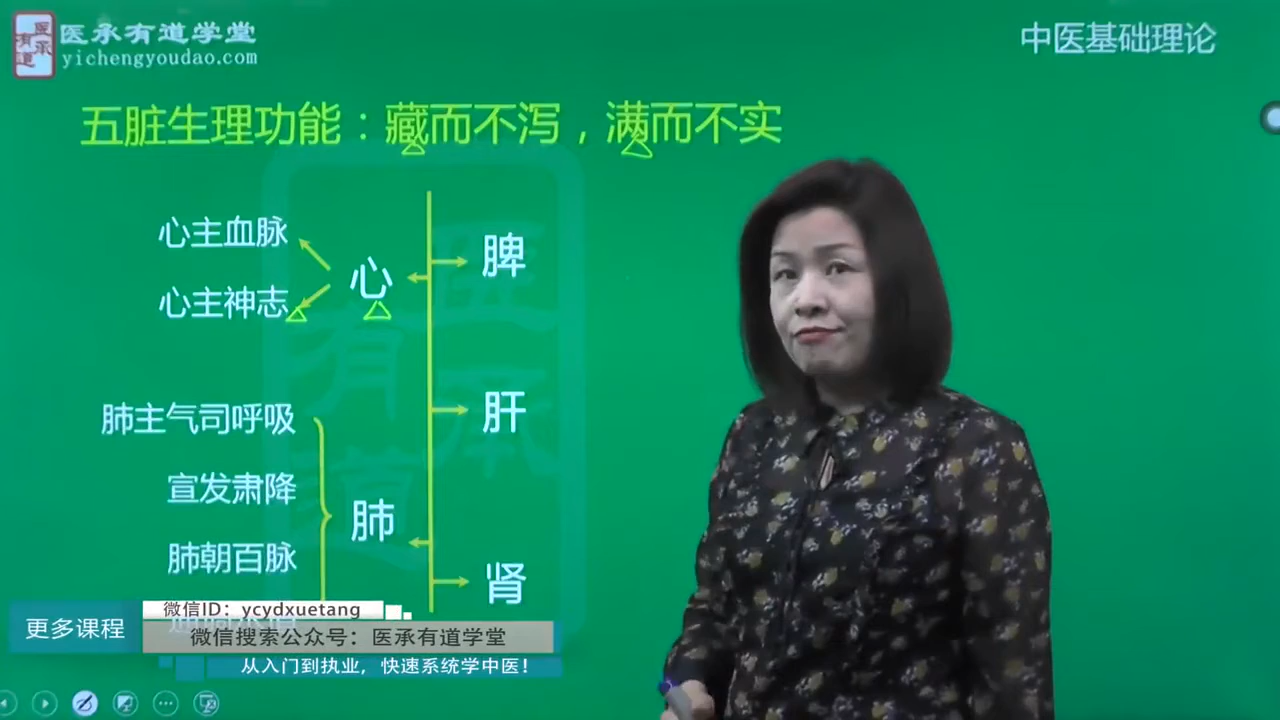 医承有道
医承有道学堂
yichengyoudao.com
中医基础理论
五脏生理功能：藏而不泻，满而不实
心主血脉
心主神志
心
脾
肝
肺主气司呼吸
宣发肃降
肺朝百脉
肺
肾
更多课程
微信ID：ycydxuetang
微信搜索公众号：医承有道学堂
从入门到执业，快速系统学中医！